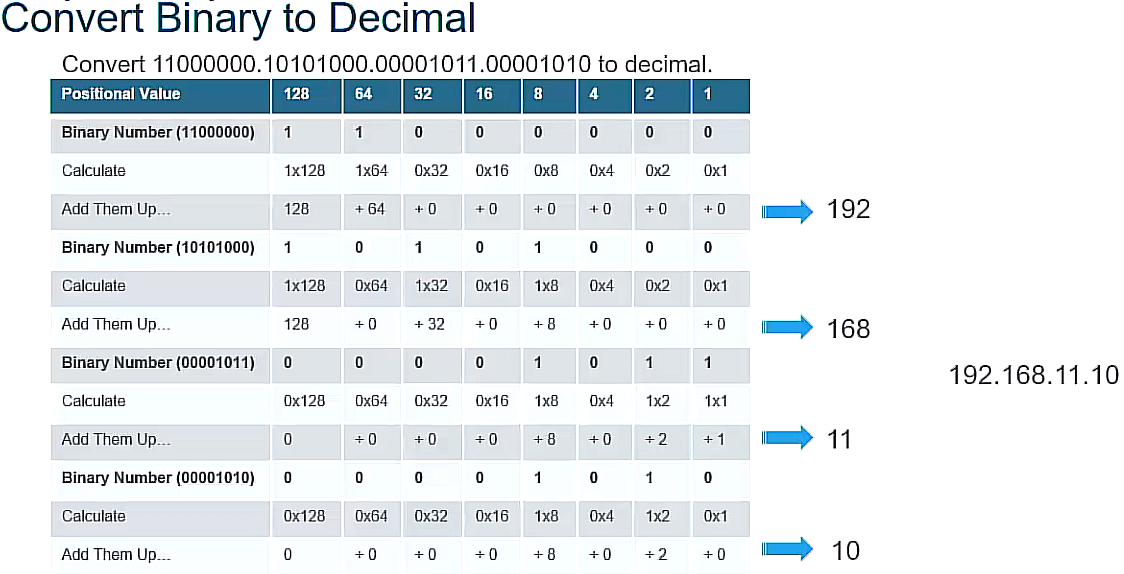 Convert Binary to Decimal
Convert 11000000.10101000.00001011.00001010 to decimal.
Positional Value 128 64 32 16 8 4 2 1
Binary Number (11000000) 1 1 0 0 0 0 0 0
Calculate 1x128 1x64 0x32 0x16 0x8 0x4 0x2 0x1
Add Them Up... 128 + 64 + 0 + 0 + 0 + 0 + 0 + 0 192
Binary Number (10101000) 1 0 1 0 1 0 0 0
Calculate 1x128 0x64 1x32 0x16 1x8 0x4 0x2 0x1
Add Them Up... 128 + 0 + 32 + 0 + 8 + 0 + 0 + 0 168
Binary Number (00001011) 0 0 0 0 1 0 1 1
192.168.11.10
Calculate 0x128 0x64 0x32 0x16 1x8 0x4 1x2 1x1
Add Them Up... 0 + 0 + 0 + 0 + 8 + 0 + 2 + 1 11
Binary Number (00001010) 0 0 0 0 1 0 1 0
Calculate 0x128 0x64 0x32 0x16 1x8 0x4 1x2 0x1
Add Them Up... 0 + 0 + 0 + 0 + 8 + 0 + 2 + 0 10